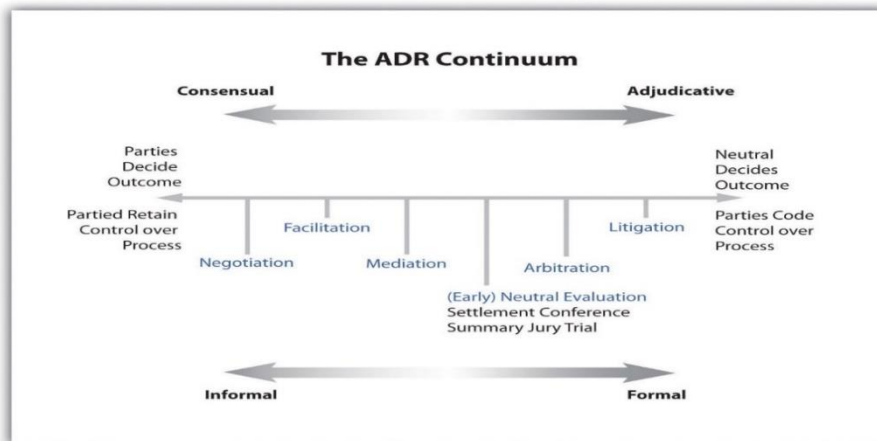 The ADR Continuum
Consensual
Adjudicative
Parties
Decide
Outcome
Neutral
Decides
Outcome
Partied Retain
Control over
Process
Parties Code
Control over
Process
Negotiation
Facilitation
Mediation
(Early) Neutral Evaluation
Settlement Conference
Summary Jury Trial
Arbitration
Litigation
Informal
Formal